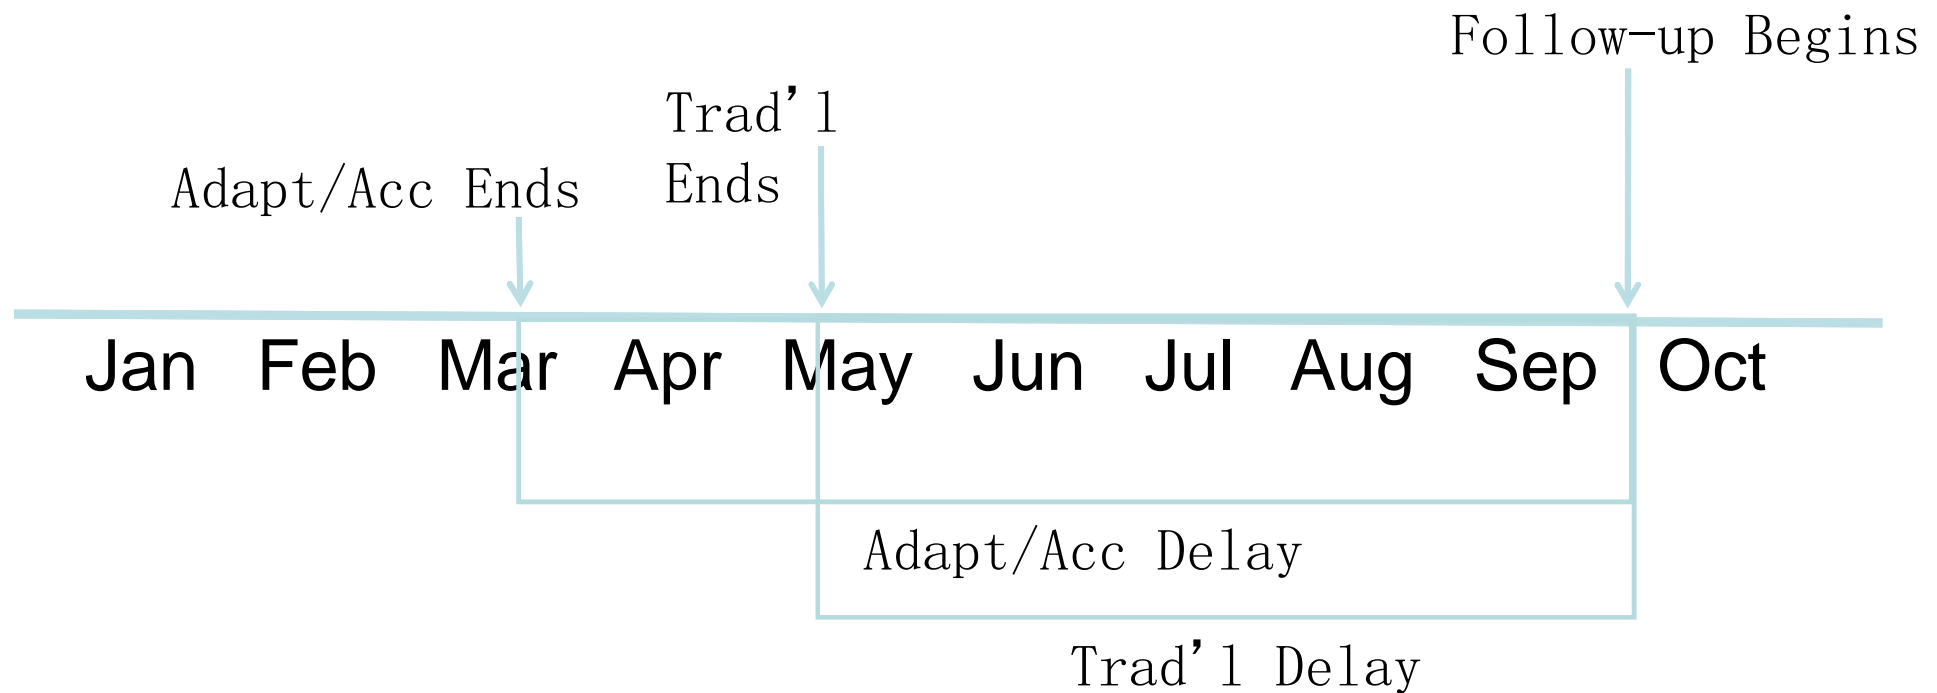 Follow-up Begins
Trad'l
Ends
Adapt/Acc Ends
Jan Feb Mar Apr May Jun Jul Aug Sep Oct
Adapt/Acc Delay
Trad'l Delay